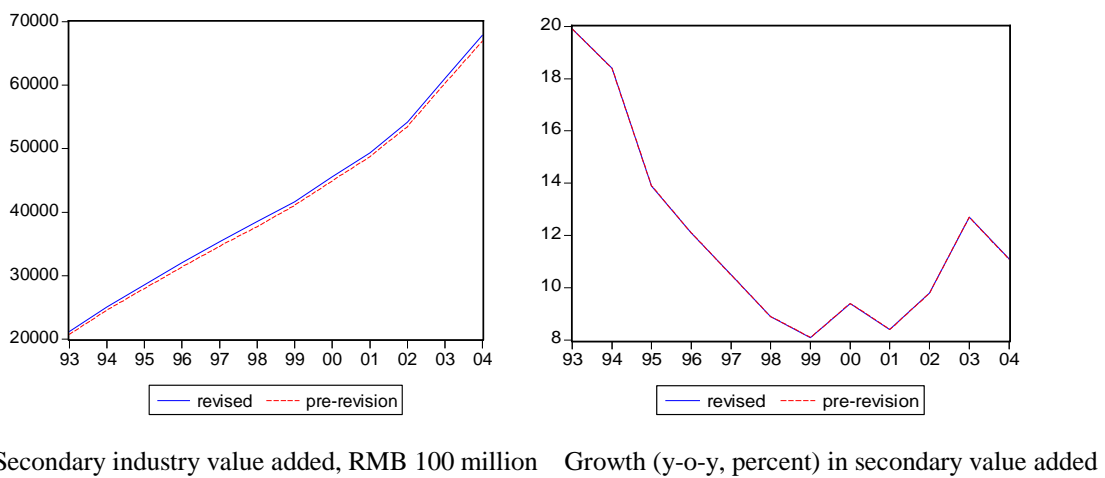 70000
60000
50000
40000
30000
20000
93 94 95 96 97 98 99 00 01 02 03 04
revised pre-revision
20
18
16
14
12
10
8
93 94 95 96 97 98 99 00 01 02 03 04
revised pre-revision
Secondary industry value added, RMB 100 million
Growth (y-o-y, percent) in secondary value added